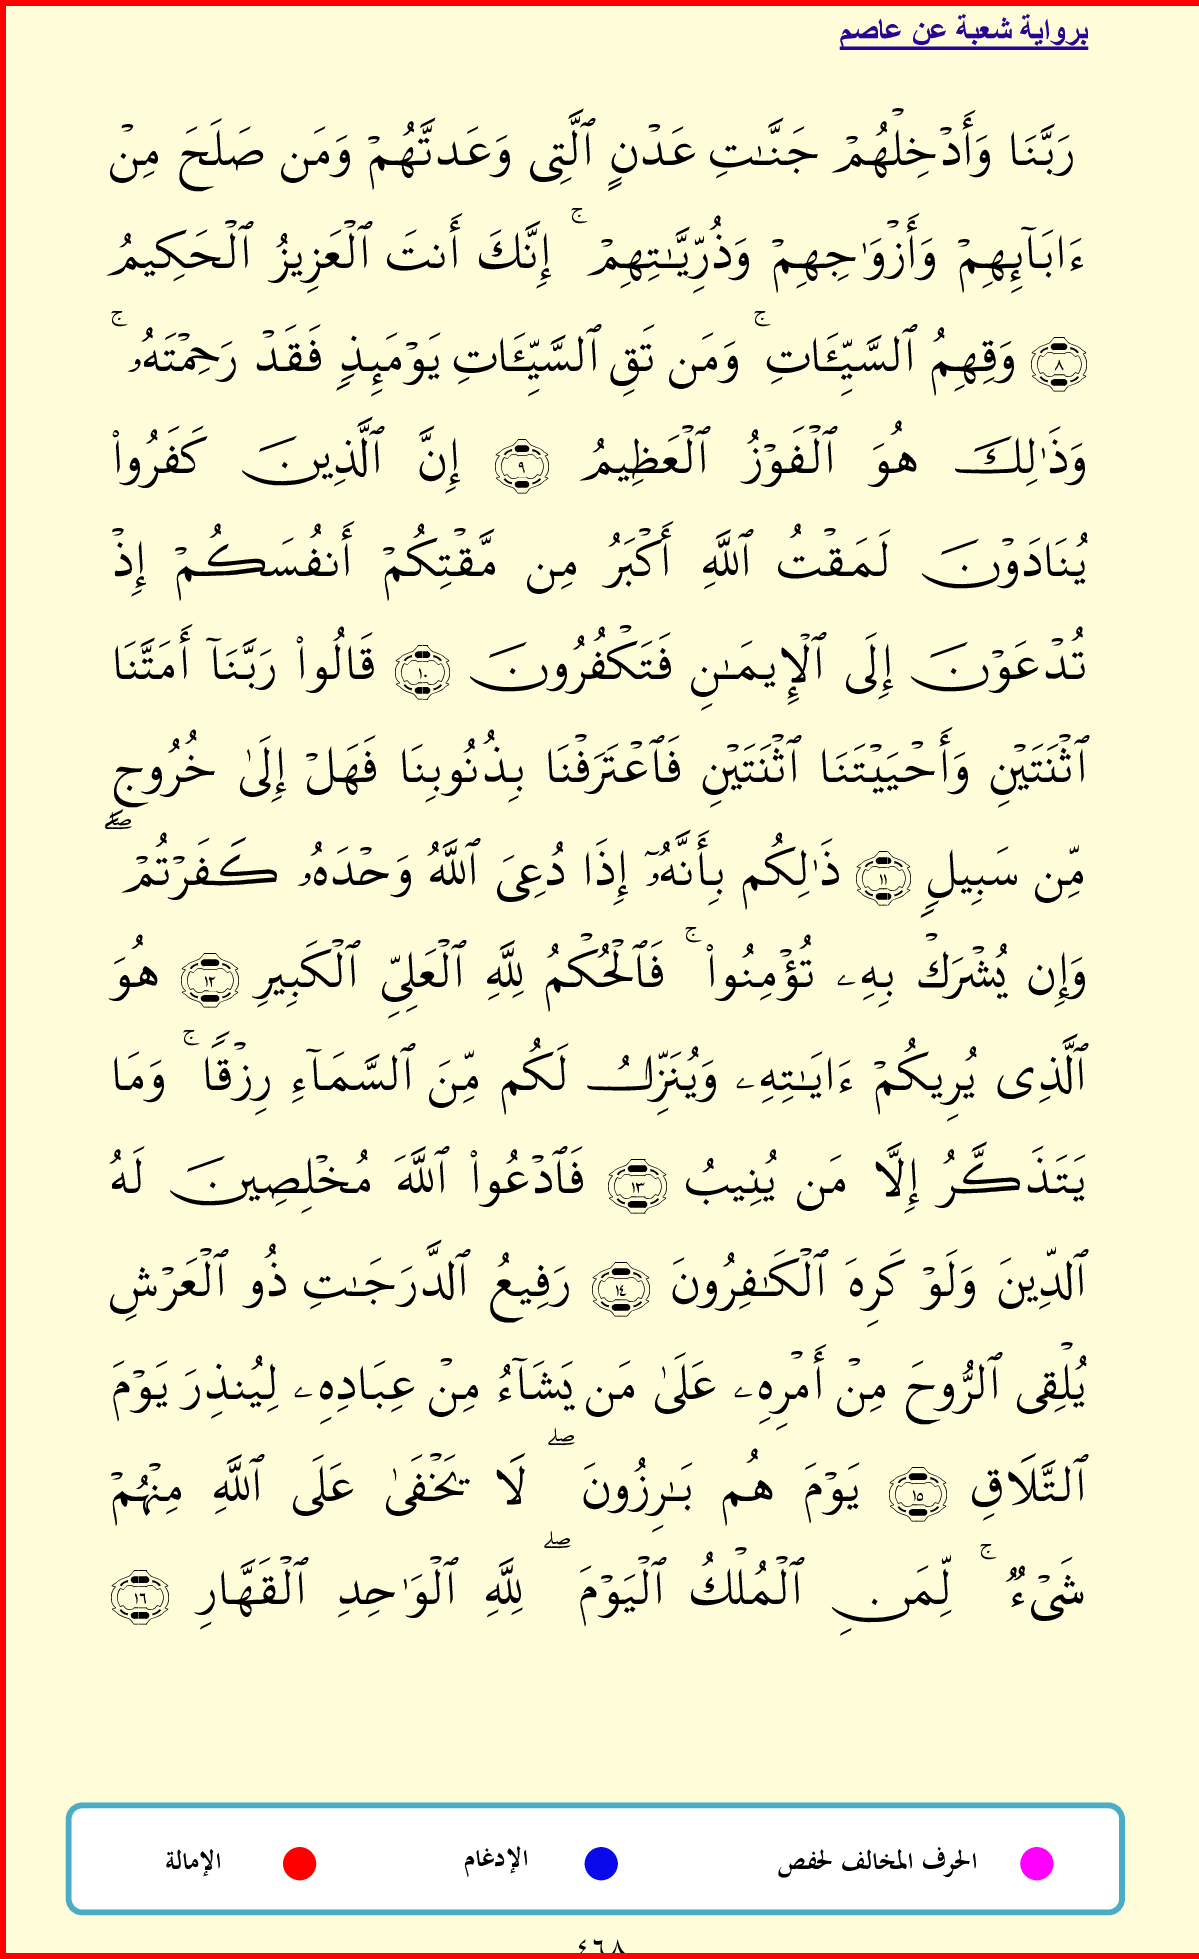 برواية شعبة عن عاصم
رَبَّنَا وَأَدۡخِلۡهُمۡ جَنَّـٰتِ عَدۡنٍ ٱلَّتِى وَعَدتَّهُمۡ وَمَن صَلَحَ مِنۡ
ءَابَآئِهِمۡ وَأَزۡوَٰجِهِمۡ وَذُرِّيَّـٰتِهِمۡ ۚ إِنَّكَ أَنتَ ٱلۡعَزِيزُ ٱلۡحَكِيمُ
٨ وَقِهِمُ ٱلسَّيِّـَٔاتِ ۚ وَمَن تَقِ ٱلسَّيِّـَٔاتِ يَوۡمَئِذٍ فَقَدۡ رَحِمۡتَهُۥ ۚ
وَذَٰلِكَ هُوَ ٱلۡفَوۡزُ ٱلۡعَظِيمُ ٩ إِنَّ ٱلَّذِينَ كَفَرُوا۟
يُنَادَوۡنَ لَمَقۡتُ ٱللَّهِ أَكۡبَرُ مِن مَّقۡتِكُمۡ أَنفُسَكُمۡ إِذۡ
تُدۡعَوۡنَ إِلَى ٱلۡإِيمَـٰنِ فَتَكۡفُرُونَ ١٠ قَالُوا۟ رَبَّنَآ أَمَتَّنَا
ٱثۡنَتَيۡنِ وَأَحۡيَيۡتَنَا ٱثۡنَتَيۡنِ فَٱعۡتَرَفۡنَا بِذُنُوبِنَا فَهَلۡ إِلَىٰ خُرُوجٍ
مِّن سَبِيلٍ ١١ ذَٰلِكُم بِأَنَّهُۥٓ إِذَا دُعِىَ ٱللَّهُ وَحۡدَهُۥ كَفَرۡتُمۡ ۖ
وَإِن يُشۡرَكۡ بِهِۦ تُؤۡمِنُوا۟ ۚ فَٱلۡحُكۡمُ لِلَّهِ ٱلۡعَلِىِّ ٱلۡكَبِيرِ ١٢ هُوَ
ٱلَّذِى يُرِيكُمۡ ءَايَـٰتِهِۦ وَيُنَزِّلُ لَكُم مِّنَ ٱلسَّمَآءِ رِزۡقًا ۚ وَمَا
يَتَذَكَّرُ إِلَّا مَن يُنِيبُ ١٣ فَٱدۡعُوا۟ ٱللَّهَ مُخۡلِصِينَ لَهُ
ٱلدِّينَ وَلَوۡ كَرِهَ ٱلۡكَـٰفِرُونَ ١٤ رَفِيعُ ٱلدَّرَجَـٰتِ ذُو ٱلۡعَرۡشِ
يُلۡقِى ٱلرُّوحَ مِنۡ أَمۡرِهِۦ عَلَىٰ مَن يَشَآءُ مِنۡ عِبَادِهِۦ لِيُنذِرَ يَوۡمَ
ٱلتَّلَاقِ ١٥ يَوۡمَ هُم بَـٰرِزُونَ ۖ لَا يَخۡفَىٰ عَلَى ٱللَّهِ مِنۡهُمۡ
شَىۡءٌ ۚ لِّمَنِ ٱلۡمُلۡكُ ٱلۡيَوۡمَ ۖ لِلَّهِ ٱلۡوَٰحِدِ ٱلۡقَهَّارِ ١٦
الحرف المخالف لحفص الإدغام الإمالة
٤٦٨